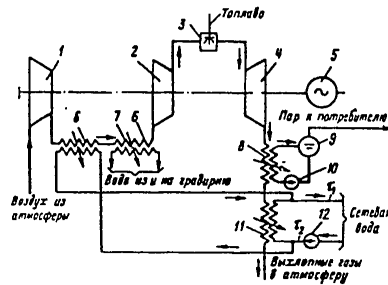 Топливо
1
2
3
4
5
6
7
6
Вода из и на градирню
Воздух из
атмосферы
8
Пар к потребителю
9
10
τ₁
Сетевая
вода
12
τ₂
11
Выхлопные газы
в атмосферу